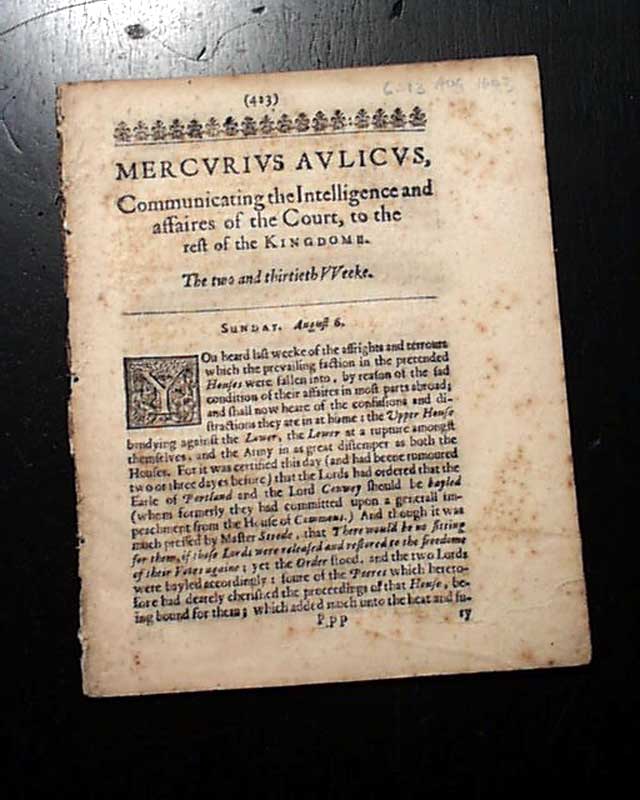 (423)
6-13 Aug 1643
MERCVRIVS AVLICVS,
Communicating the Intelligence and
affaires of the Court, to the
rest of the KINGDOME.
The two and thirtieth VVeeke.
SUNDAY. August 6.
YOu heard last weeke of the affrights and terrours
which the prevailing faction in the pretended
Houses were fallen into, by reason of the sad
condition of their affaires in most parts abroad;
and shall now heare of the confusions and di-
stractions they are in at home: the Upper House
bandying against the Lower, the Lower at a rupture amongst
themselves, and the Army in as great distemper as both the
Houses. For it was certified this day (and had beene rumoured
two or three dayes before) that the Lords had ordered that the
Earle of Portland and the Lord Conwey should be bayled
(whom formerly they had committed upon a generall im-
peachment from the House of Commons.) And though it was
much pressed by Master Strode, that There would be no sitting
for them, if those Lords were released and restored to the freedome
of their Votes againe; yet the Order stood, and the two Lords
were bayled accordingly: some of the Peeres which hereto-
fore had dearely cherished the proceedings of that House, be-
ing bound for them; which added much unto the heat and fu-
Ppp ry